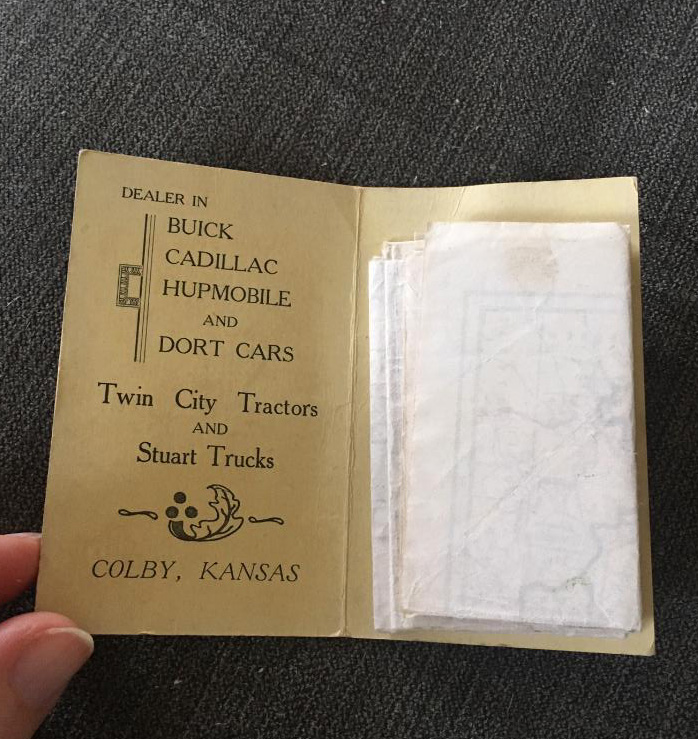 DEALER IN
BUICK
CADILLAC
HUPMOBILE
AND
DORT CARS
Twin City Tractors
AND
Stuart Trucks
COLBY, KANSAS